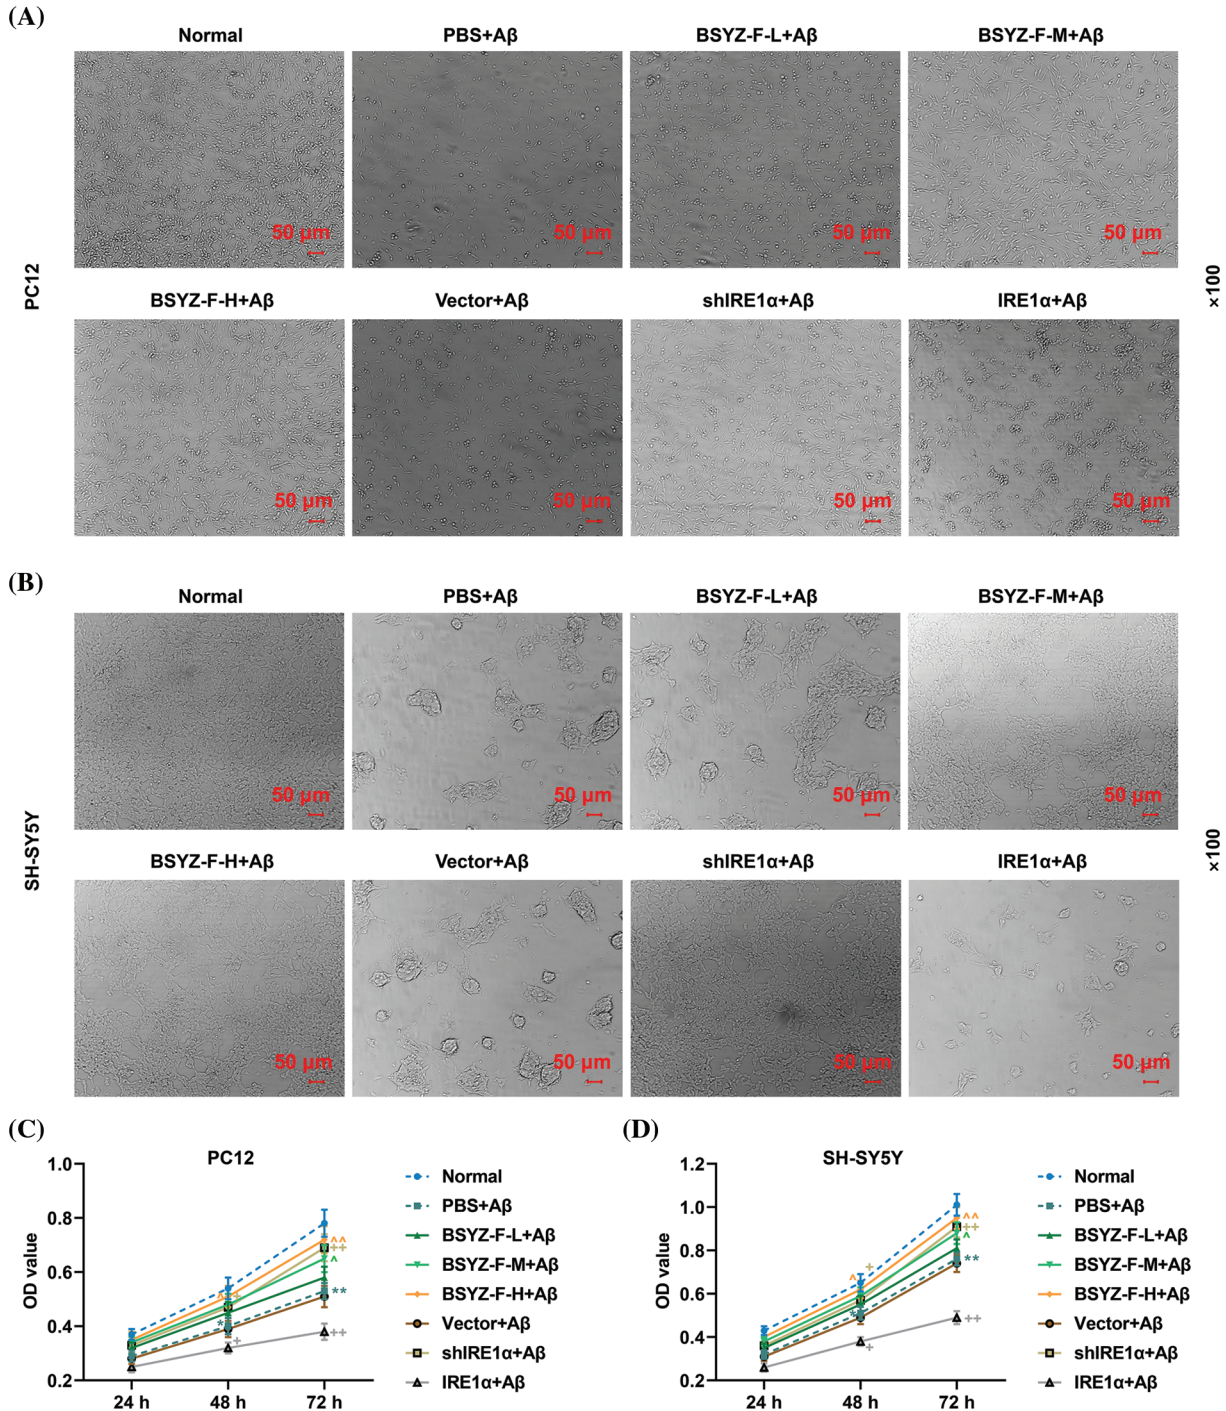 (A)
Normal
PBS+Aβ
BSYZ-F-L+Aβ
BSYZ-F-M+Aβ
50 μm
50 μm
50 μm
50 μm
PC12
×100
BSYZ-F-H+Aβ
Vector+Aβ
shIRE1α+Aβ
IRE1α+Aβ
50 μm
50 μm
50 μm
50 μm
(B)
Normal
PBS+Aβ
BSYZ-F-L+Aβ
BSYZ-F-M+Aβ
50 μm
50 μm
50 μm
50 μm
SH-SY5Y
×100
BSYZ-F-H+Aβ
Vector+Aβ
shIRE1α+Aβ
IRE1α+Aβ
50 μm
50 μm
50 μm
50 μm
(C)
PC12
OD value
1.0
0.8
0.6
0.4
0.2
24 h
48 h
72 h
^^
++
^
**
++
^
+
*
+
Normal
PBS+Aβ
BSYZ-F-L+Aβ
BSYZ-F-M+Aβ
BSYZ-F-H+Aβ
Vector+Aβ
shIRE1α+Aβ
IRE1α+Aβ
(D)
SH-SY5Y
OD value
1.2
1.0
0.8
0.6
0.4
0.2
24 h
48 h
72 h
^^
++
^
**
++
+
^
*
+
Normal
PBS+Aβ
BSYZ-F-L+Aβ
BSYZ-F-M+Aβ
BSYZ-F-H+Aβ
Vector+Aβ
shIRE1α+Aβ
IRE1α+Aβ